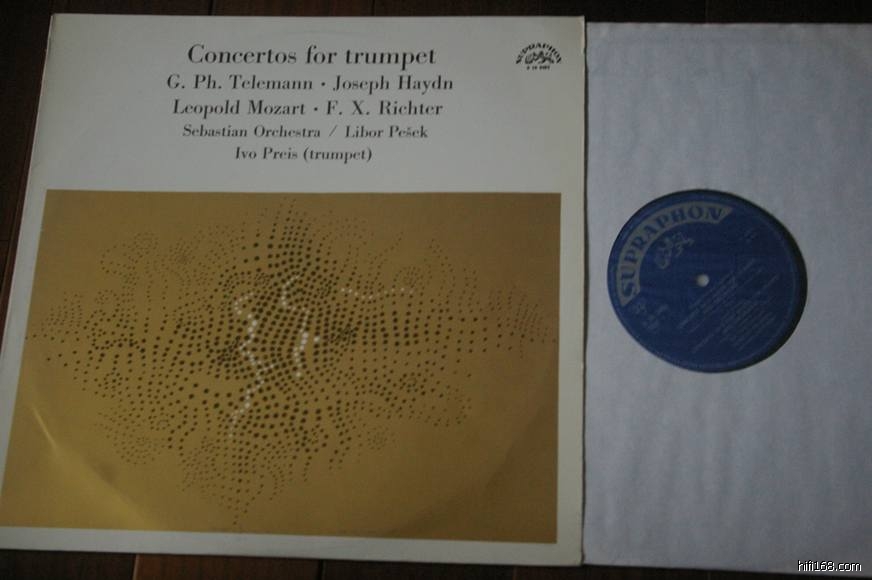 Concertos for trumpet
G. Ph. Telemann • Joseph Haydn
Leopold Mozart • F. X. Richter
Sebastian Orchestra / Libor Pešek
Ivo Preis (trumpet)
SUPRAPHON
SUPRAPHON
hifi168.com